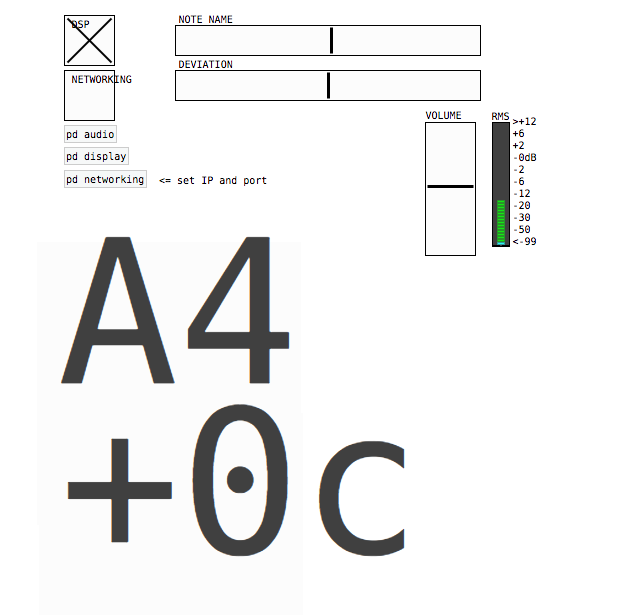 DSP
NOTE NAME
DEVIATION
NETWORKING
VOLUME
RMS
>+12
+6
+2
-0dB
-2
-6
-12
-20
-30
-50
<-99
pd audio
pd display
pd networking
<= set IP and port
A4
+0c